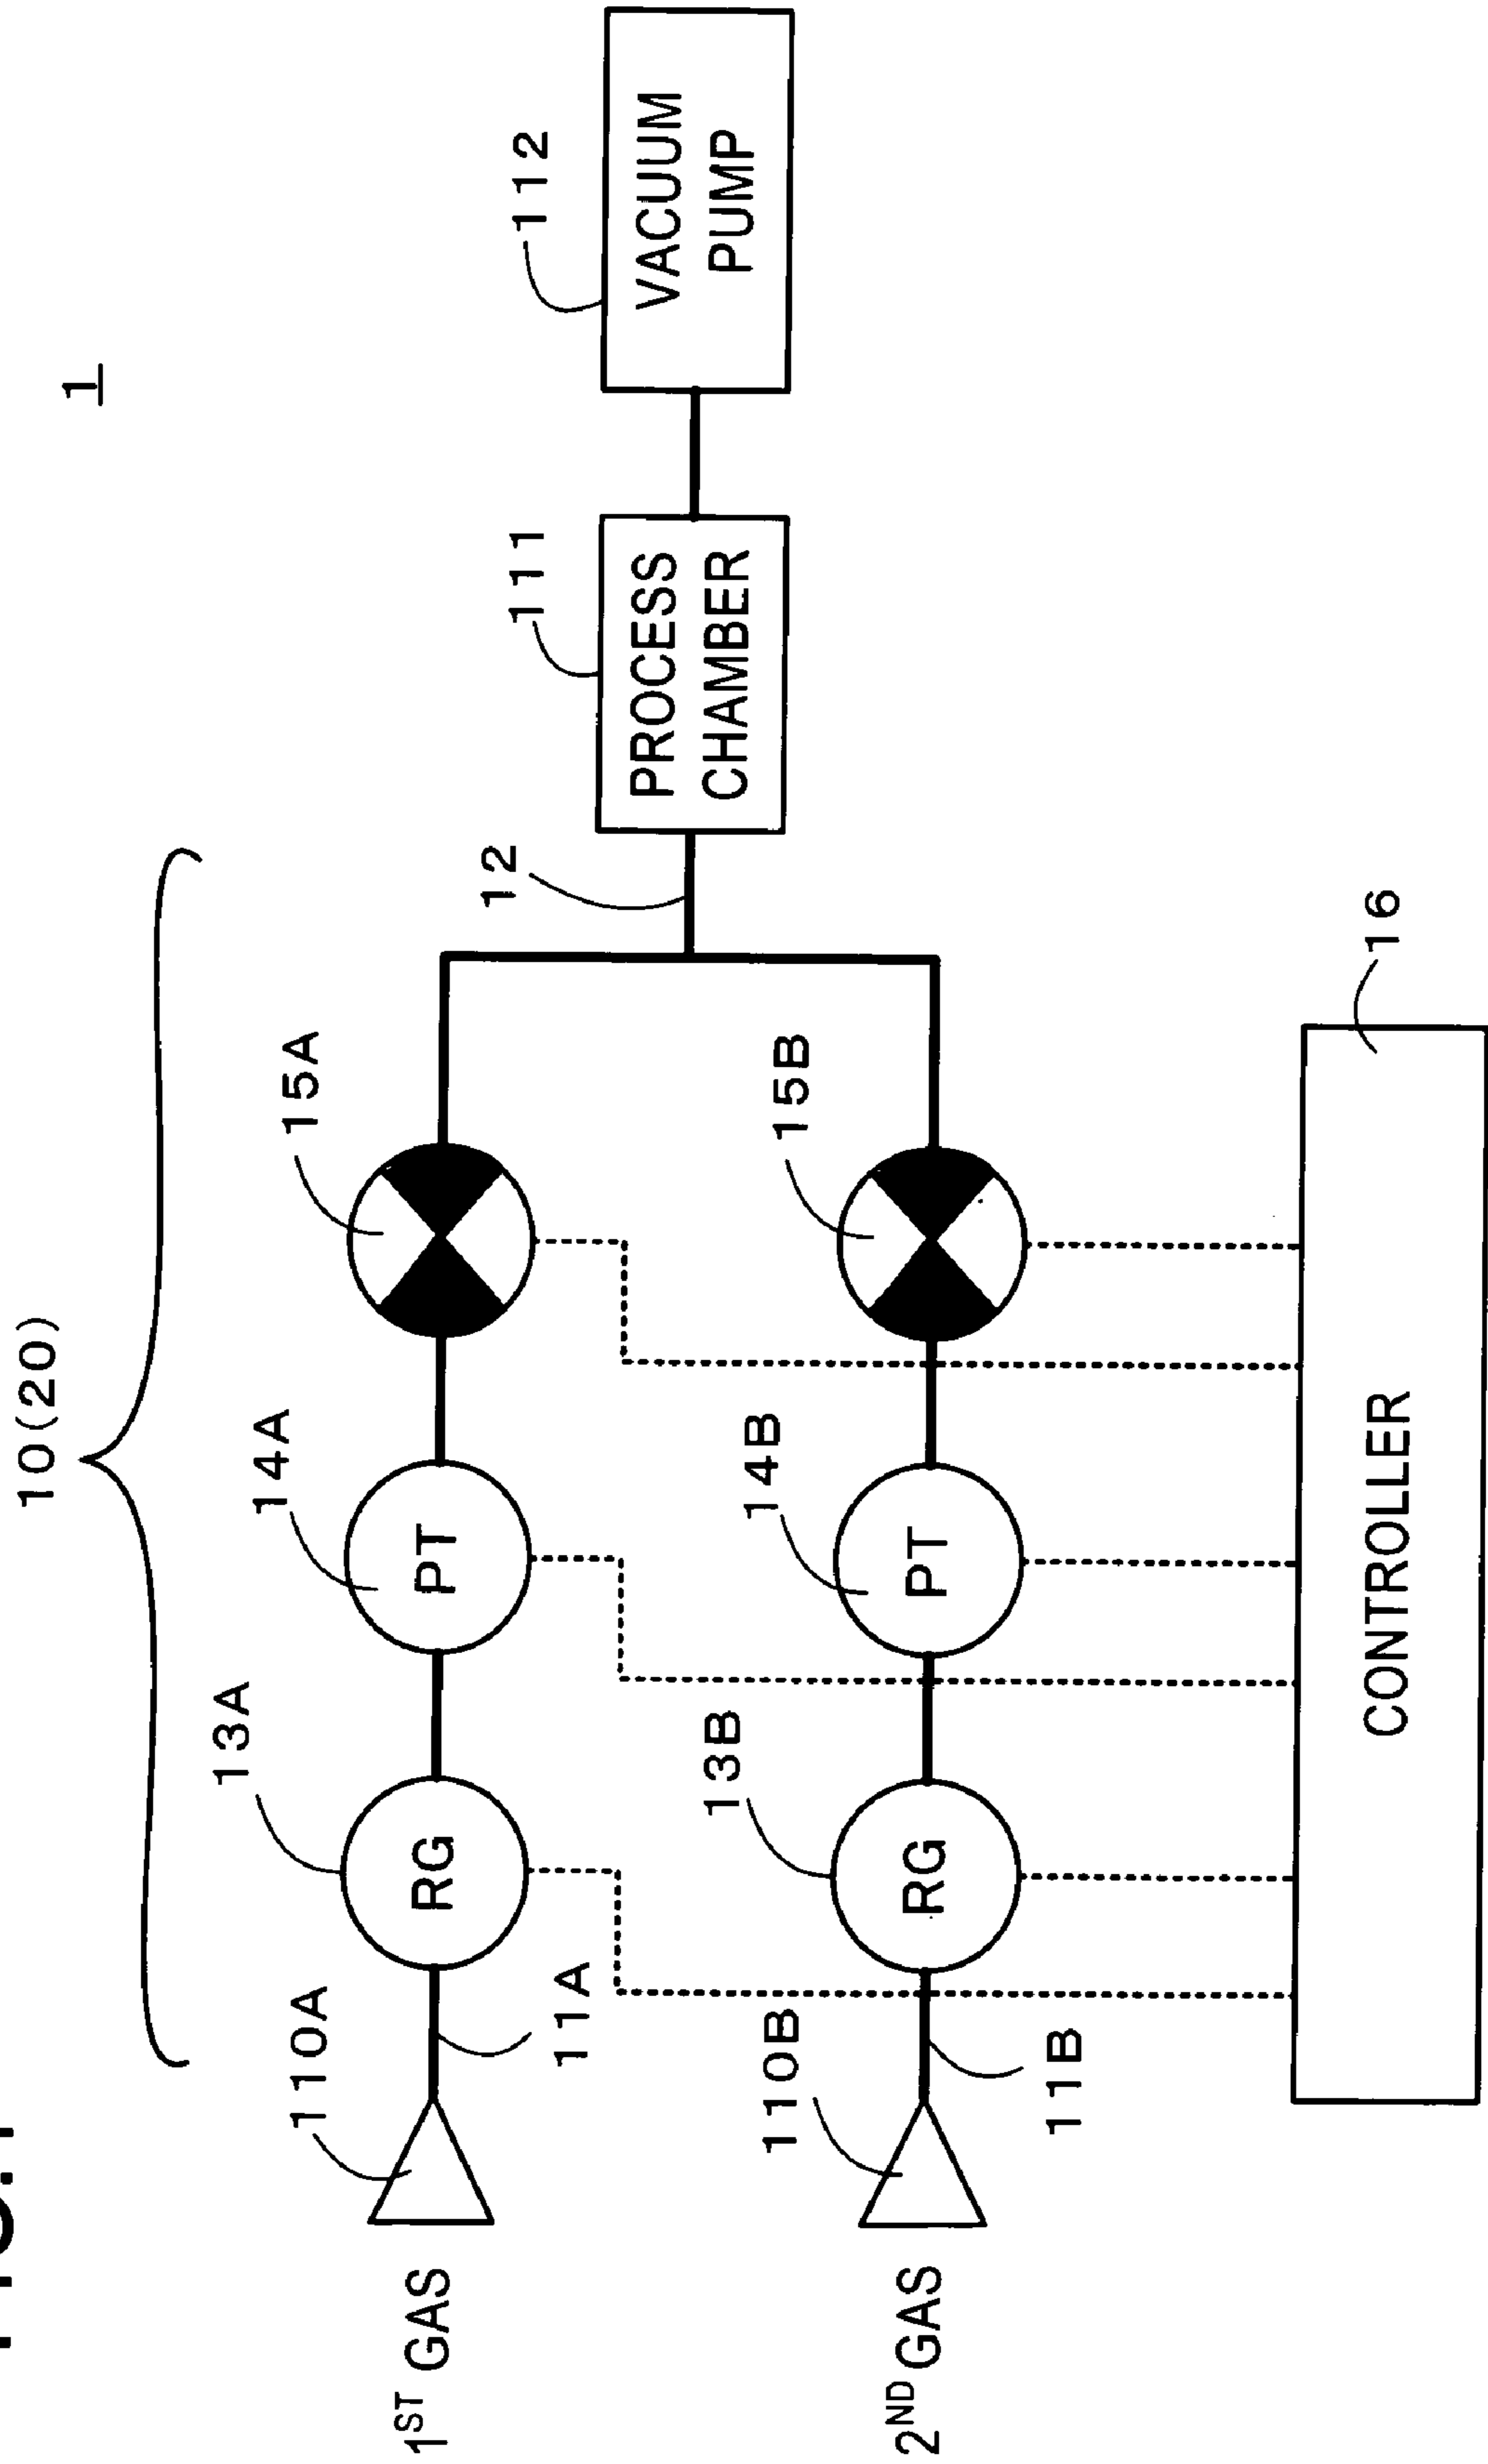 1
10(20)
13A
14A
15A
110A
11A
1ST GAS
RG
PT
12
111
PROCESS
CHAMBER
112
VACUUM
PUMP
13B
14B
15B
110B
11B
2ND GAS
RG
PT
16
CONTROLLER